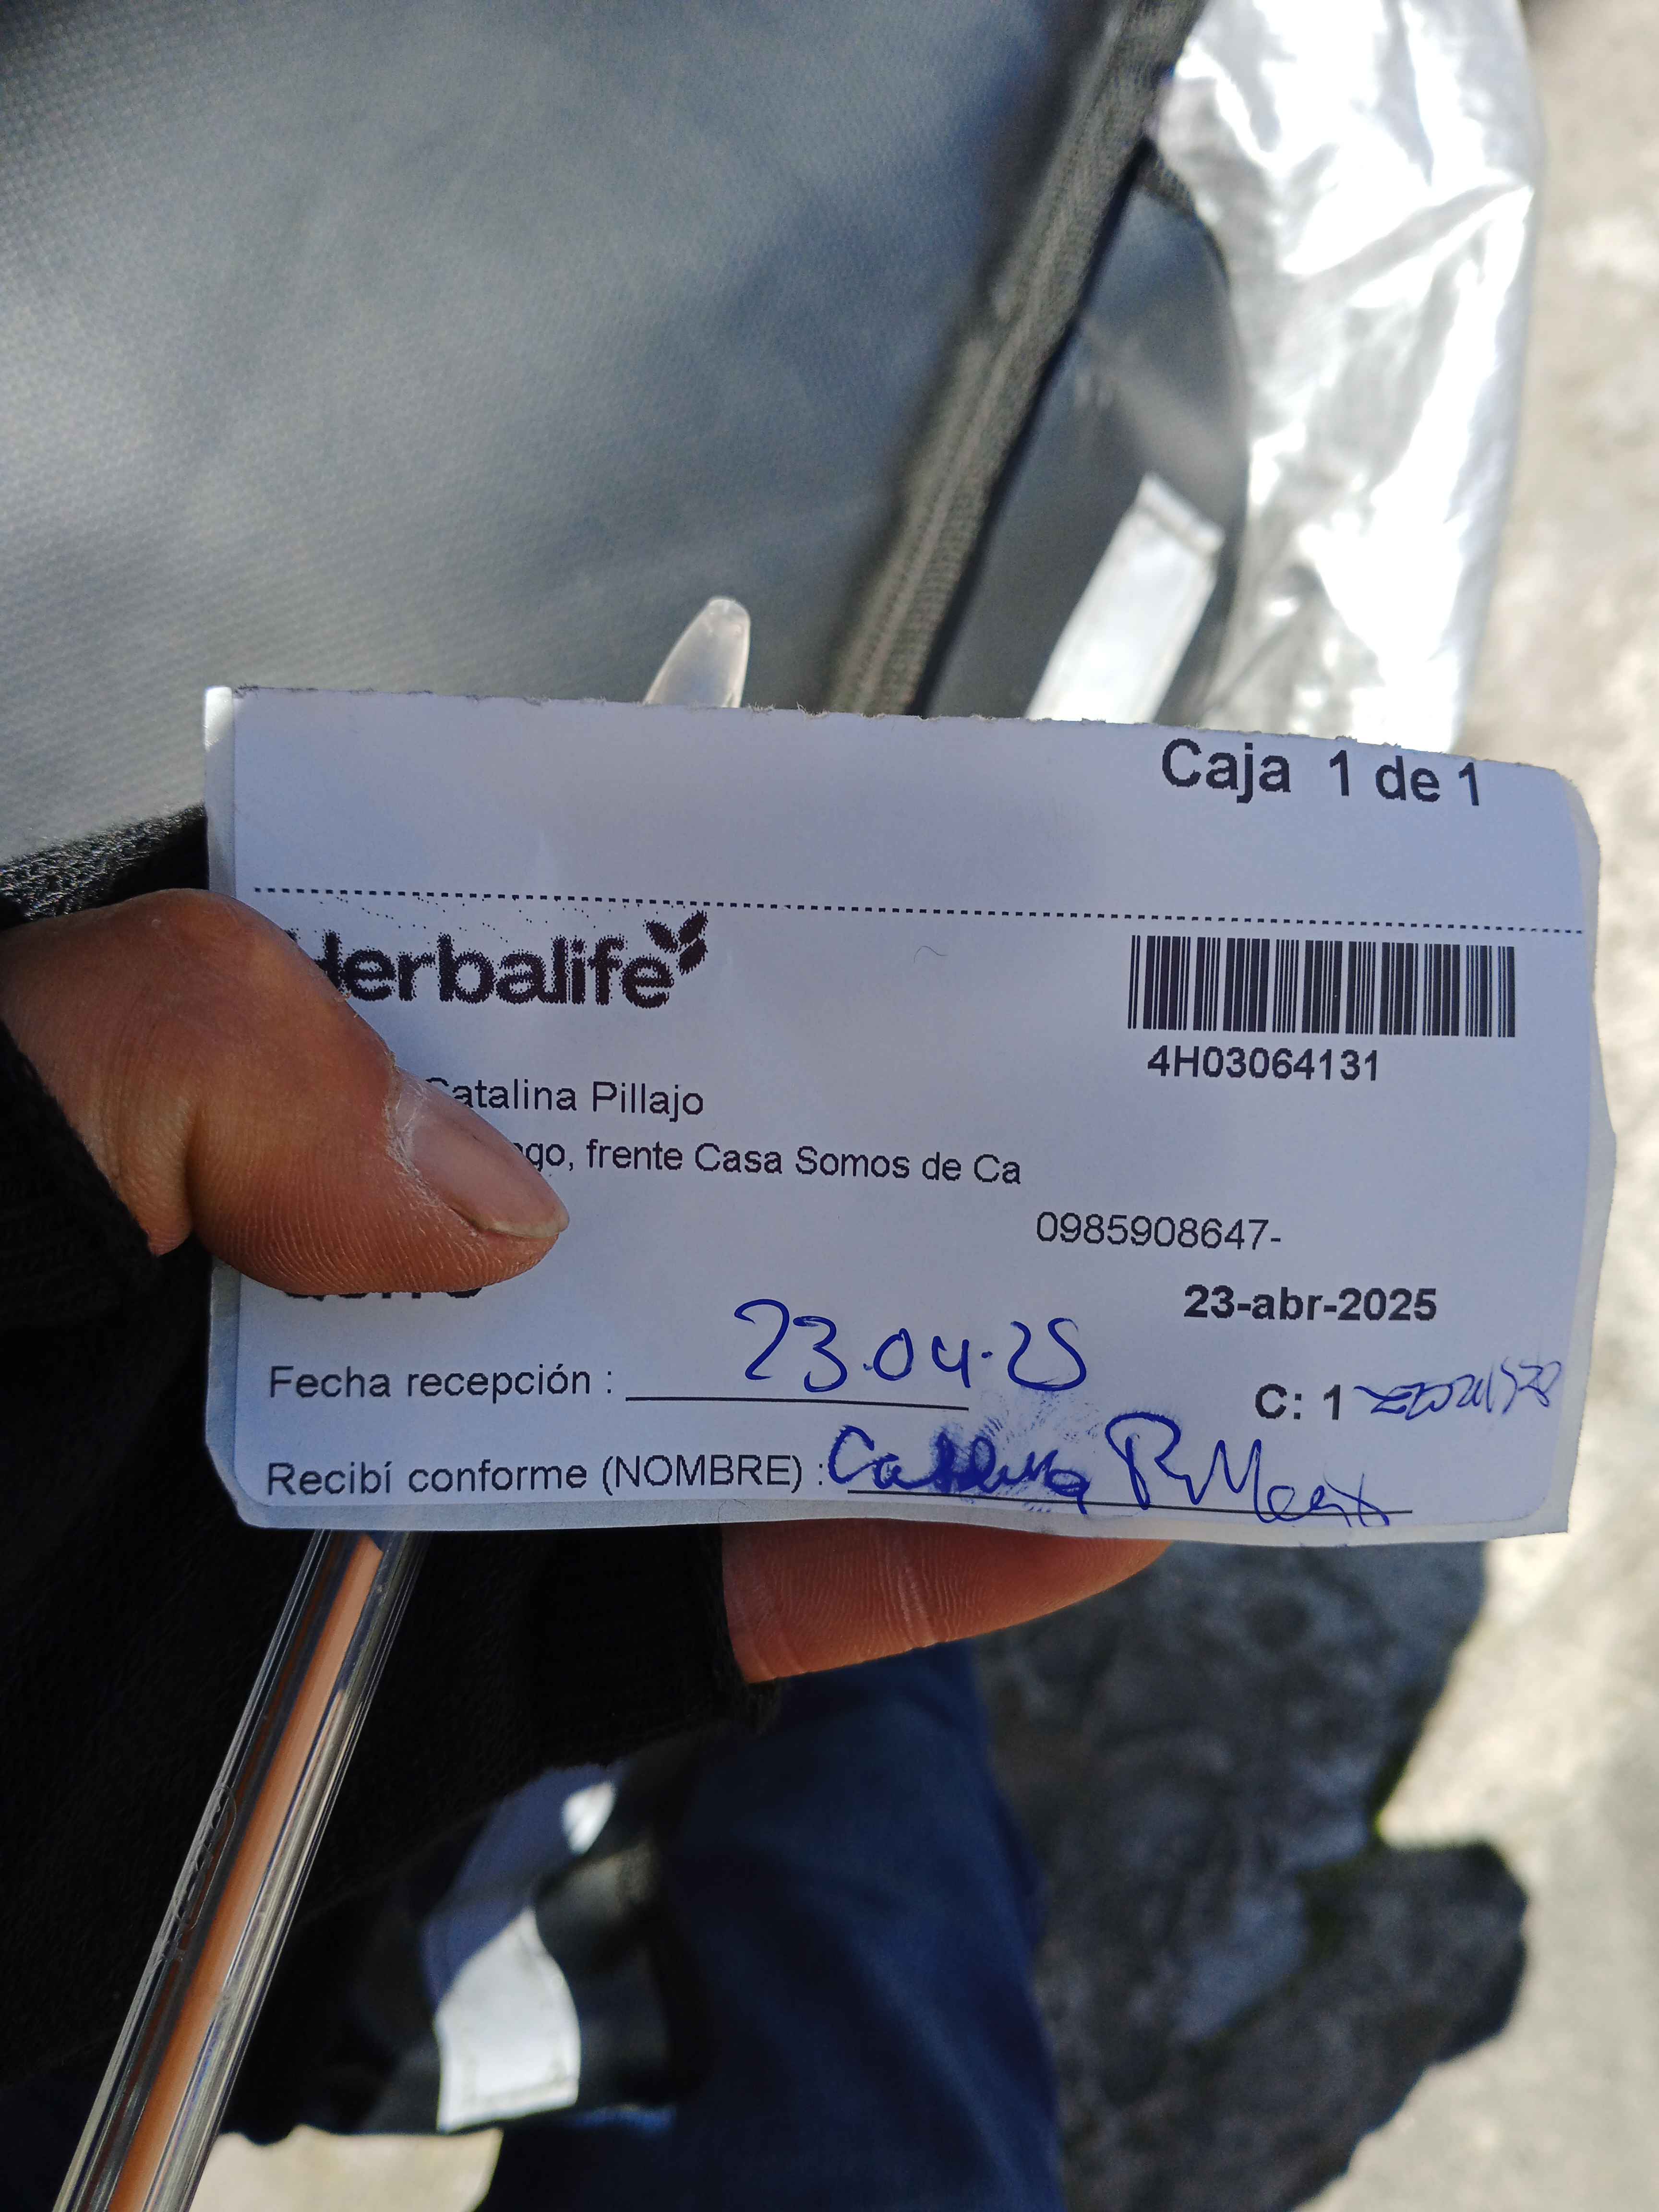 Caja 1 de 1
Herbalife
4H03064131
Catalina Pillajo
frente Casa Somos de Ca
0985908647-
23-abr-2025
Fecha recepción : 23.04.25
C: 1
Recibí conforme (NOMBRE) : Catalina